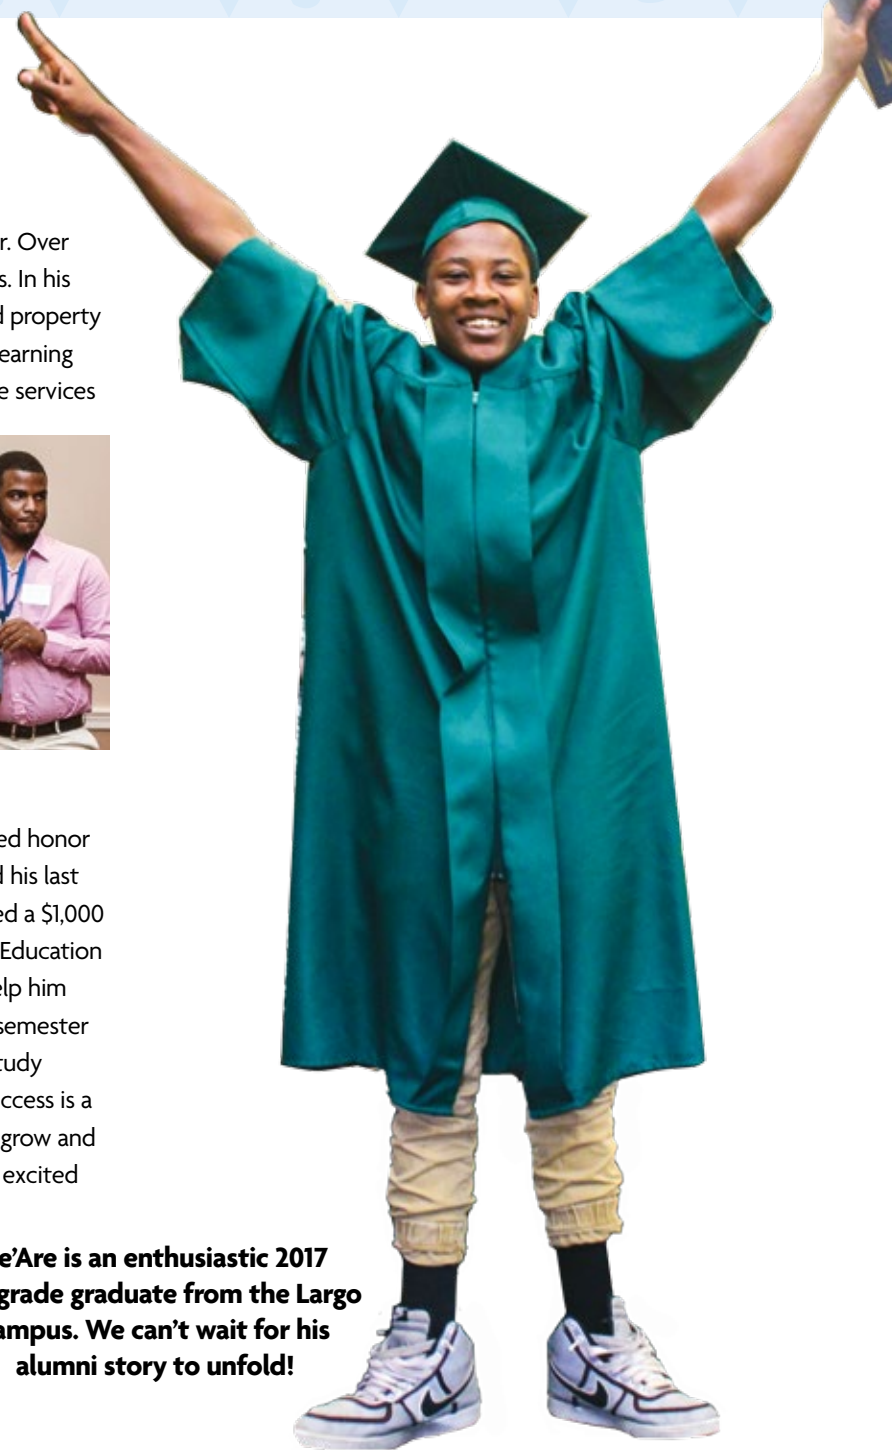 r. Over
s. In his
d property
earning
e services
ed honor
d his last
ed a $1,000
Education
elp him
semester
tudy
ccess is a
grow and
excited
e’Are is an enthusiastic 2017
grade graduate from the Largo
ampus. We can’t wait for his
alumni story to unfold!